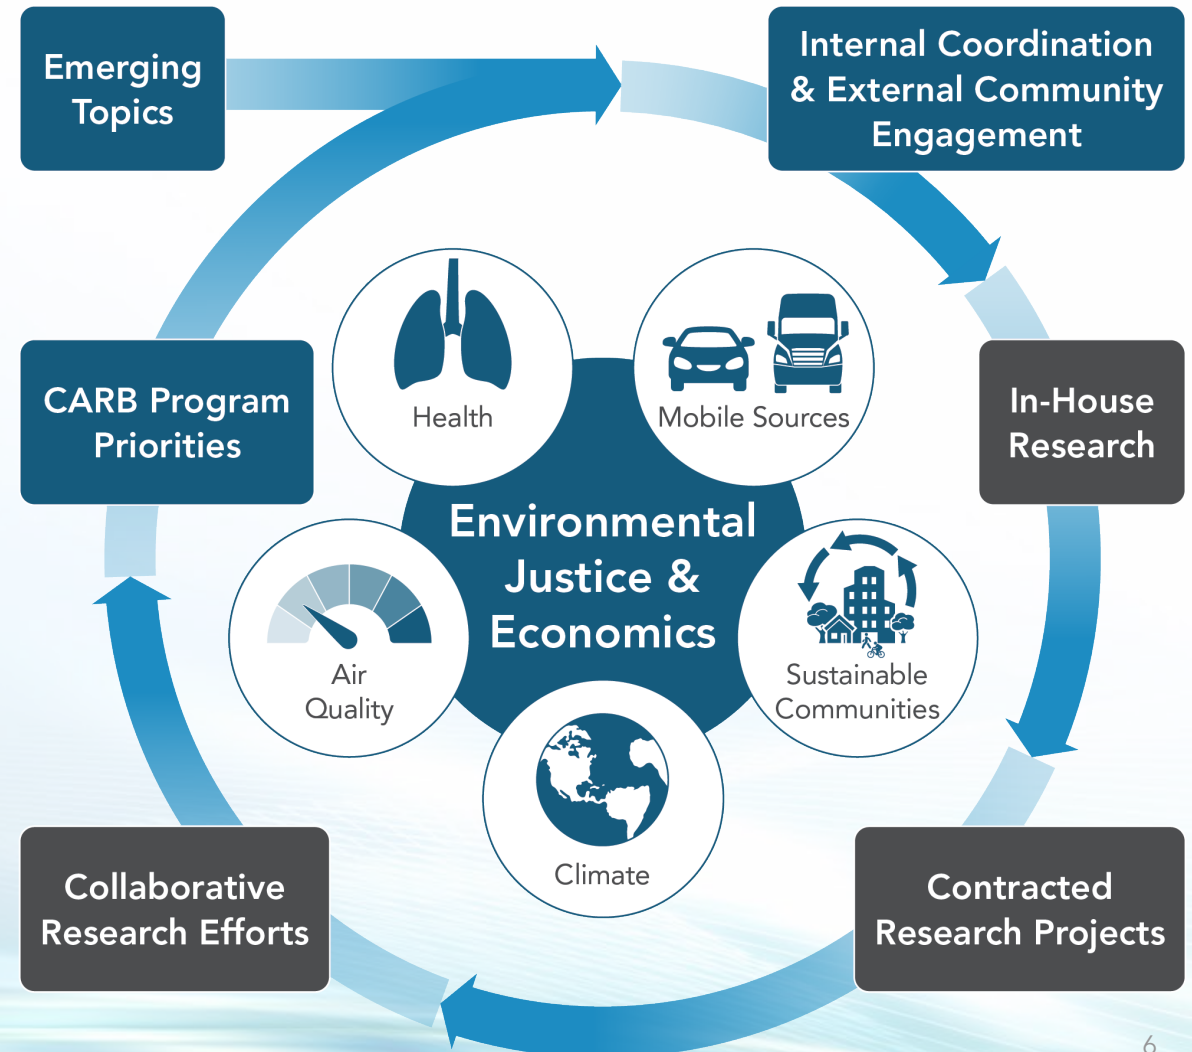 Emerging
Topics
Internal Coordination
& External Community
Engagement
Health
Mobile Sources
CARB Program
Priorities
In-House
Research
Environmental
Justice &
Economics
Air
Quality
Sustainable
Communities
Climate
Collaborative
Research Efforts
Contracted
Research Projects
6